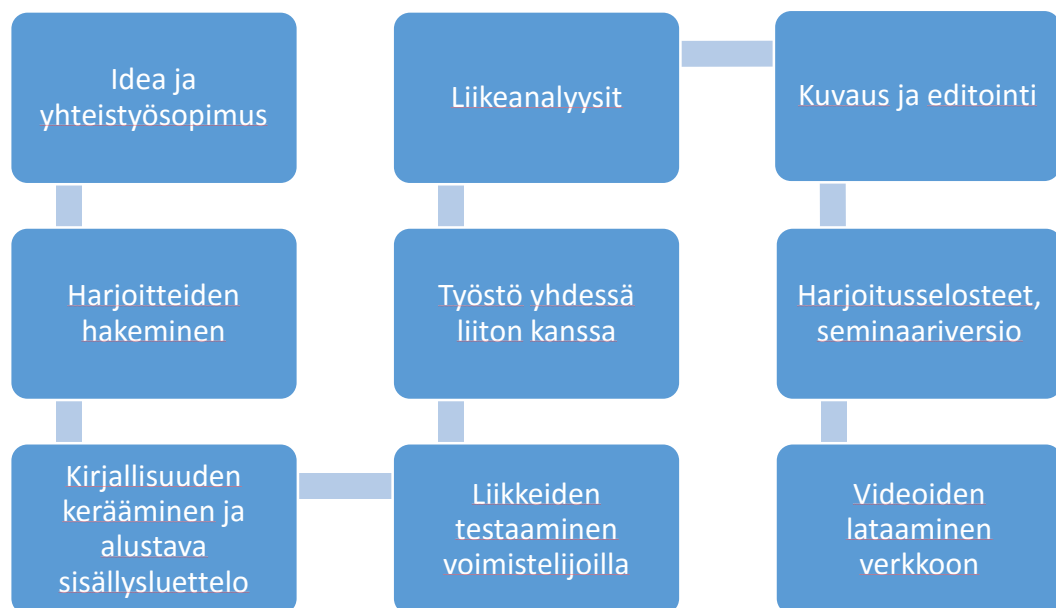 Idea ja
yhteistyösopimus
Harjoitteiden
hakeminen
Kirjallisuuden
kerääminen ja
alustava
sisällysluettelo
Liikkeiden
testaaminen
voimistelijoilla
Työstö yhdessä
liiton kanssa
Liikeanalyysit
Kuvaus ja editointi
Harjoitusselosteet,
seminaariversio
Videoiden
lataaminen
verkkoon